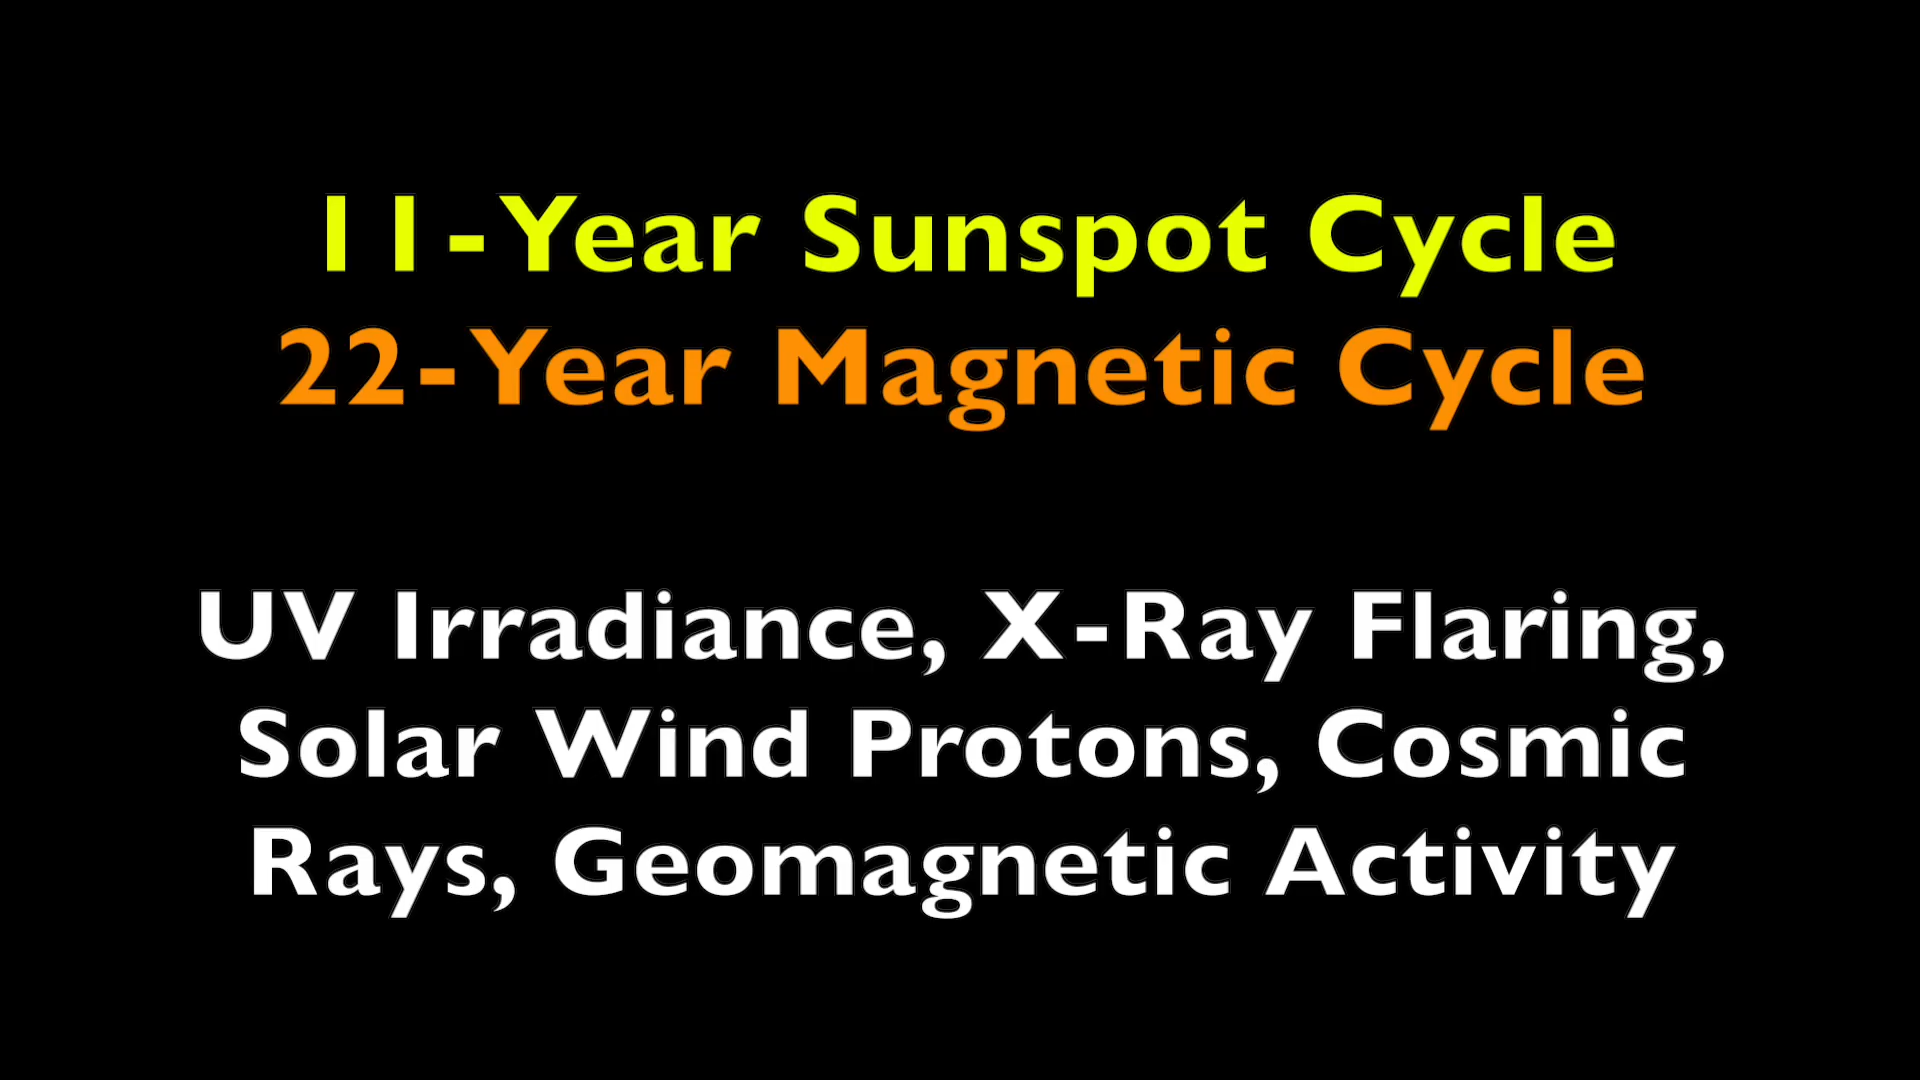 11-Year Sunspot Cycle
22-Year Magnetic Cycle
UV Irradiance, X-Ray Flaring,
Solar Wind Protons, Cosmic
Rays, Geomagnetic Activity